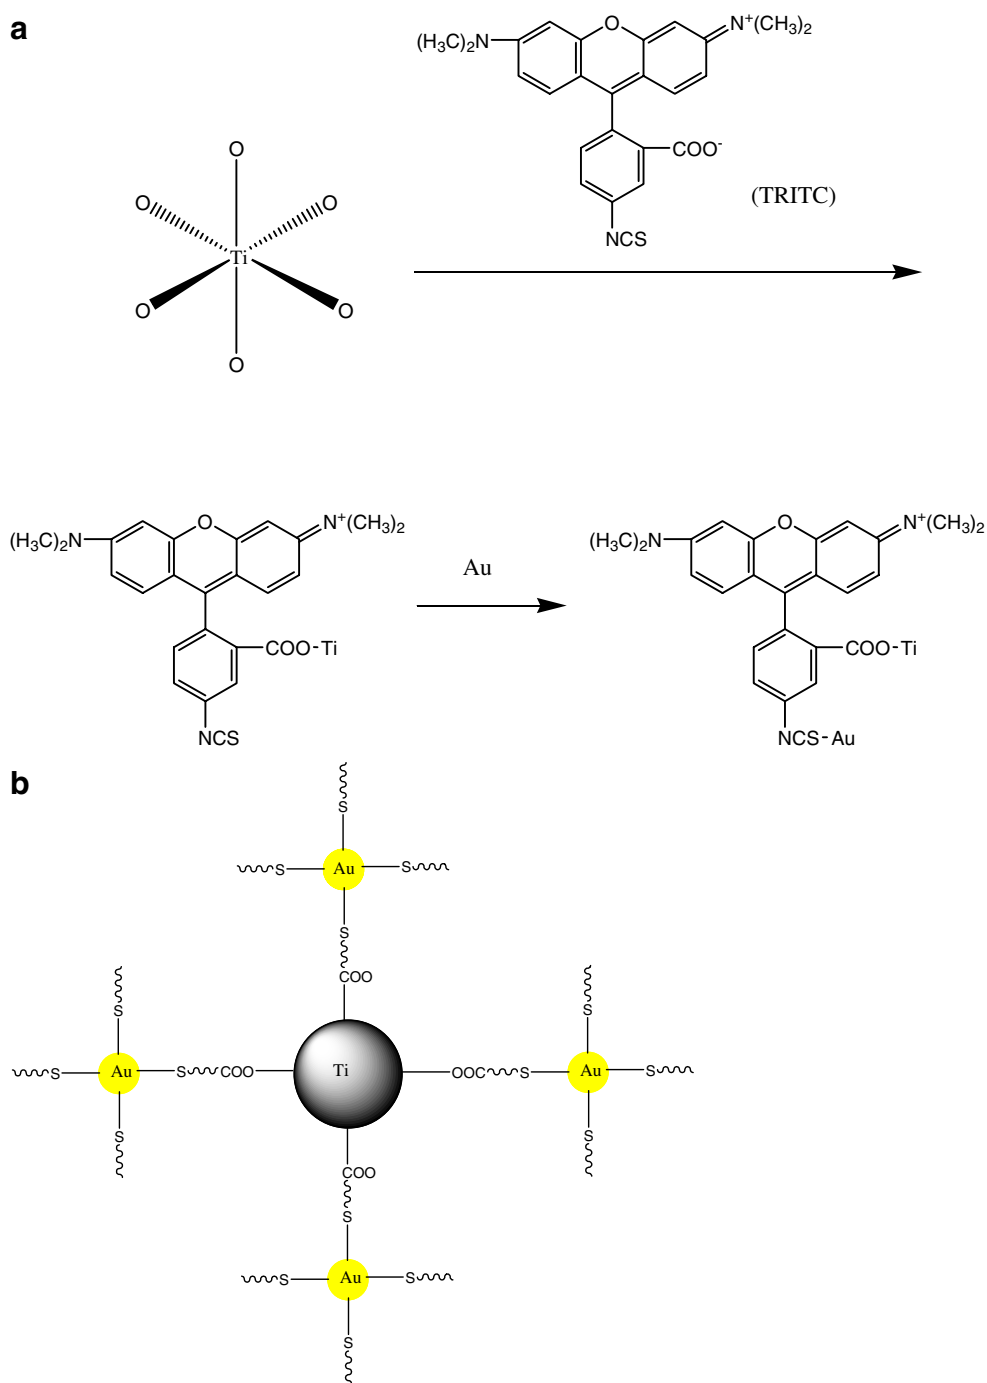 a
O
N⁺(CH₃)₂
(H₃C)₂N
COO⁻
(TRITC)
NCS
O
O
O
Ti
O
O
O
O
N⁺(CH₃)₂
(H₃C)₂N
COO-Ti
NCS
Au
O
N⁺(CH₃)₂
(H₃C)₂N
COO-Ti
NCS-Au
b
S
S Au S
S
COO
S
S Au S COO
S
Ti
S
OOC S Au S
S
COO
S
S Au S
S